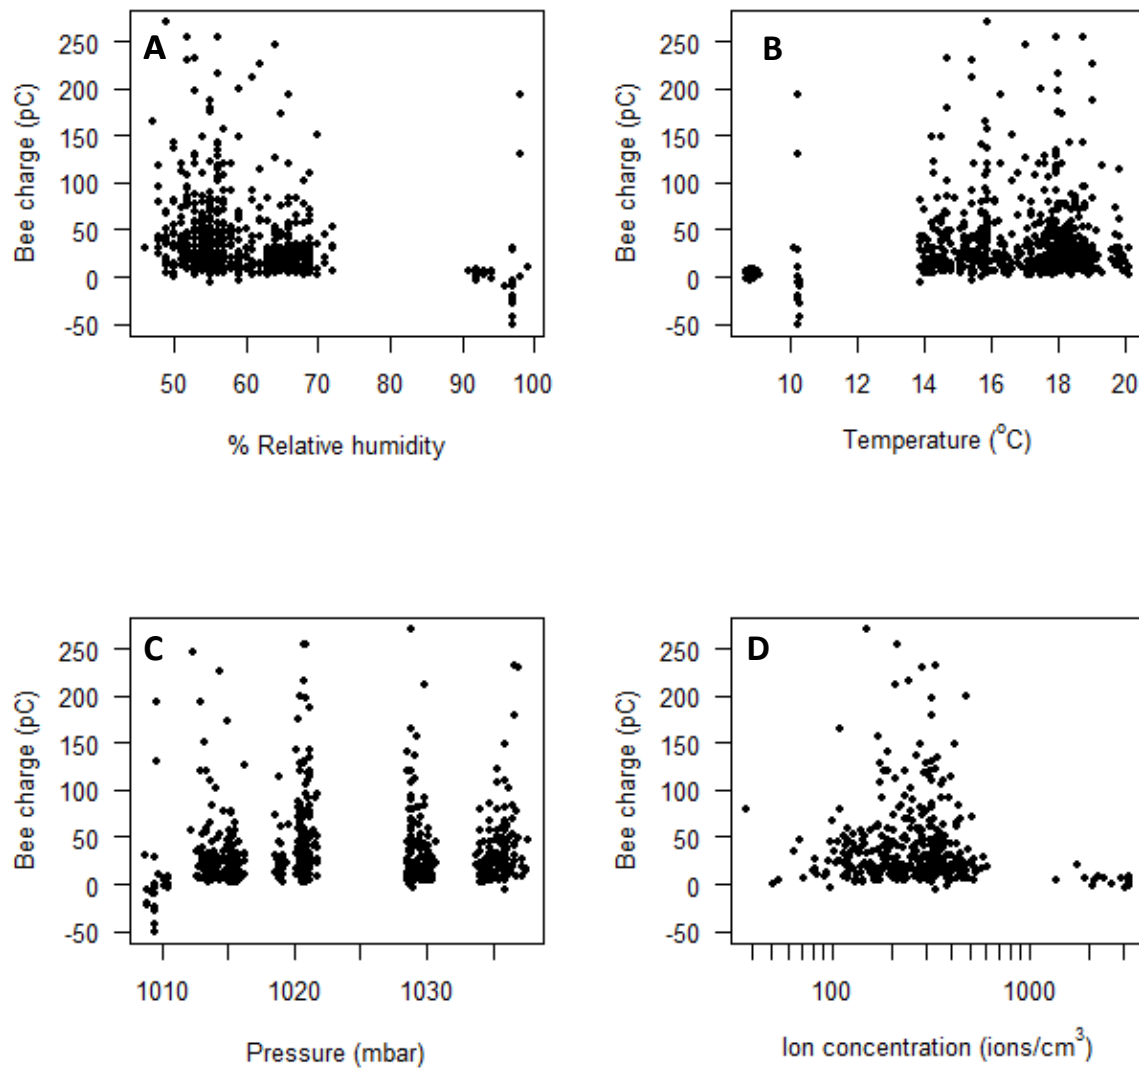 A
Bee charge (pC)
250
200
150
100
50
0
-50
50 60 70 80 90 100
% Relative humidity
B
Bee charge (pC)
250
200
150
100
50
0
-50
10 12 14 16 18 20
Temperature (°C)
C
Bee charge (pC)
250
200
150
100
50
0
-50
1010 1020 1030
Pressure (mbar)
D
Bee charge (pC)
250
200
150
100
50
0
-50
100 1000
Ion concentration (ions/cm³)